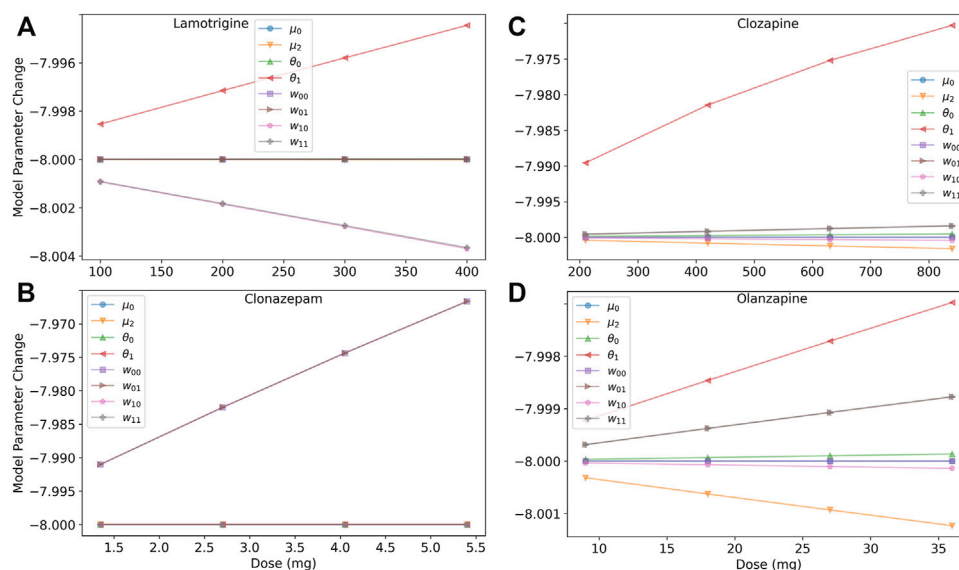 A
Lamotrigine
Model Parameter Change
−7.996
−7.998
−8.000
−8.002
−8.004
μ0
μ2
θ0
θ1
w00
w01
w10
w11
100 150 200 250 300 350 400
B
Clonazepam
Model Parameter Change
−7.970
−7.975
−7.980
−7.985
−7.990
−7.995
−8.000
μ0
μ2
θ0
θ1
w00
w01
w10
w11
1.5 2.0 2.5 3.0 3.5 4.0 4.5 5.0 5.5
Dose (mg)
C
Clozapine
−7.975
−7.980
−7.985
−7.990
−7.995
−8.000
μ0
μ2
θ0
θ1
w00
w01
w10
w11
200 300 400 500 600 700 800
D
Olanzapine
−7.998
−7.999
−8.000
−8.001
μ0
μ2
θ0
θ1
w00
w01
w10
w11
10 15 20 25 30 35
Dose (mg)